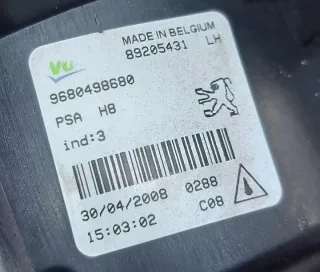 MADE IN BELGIUM
89205431 LH
9680498680
PSA H8
ind:3
30/04/2008 0288
15:03:02 C08